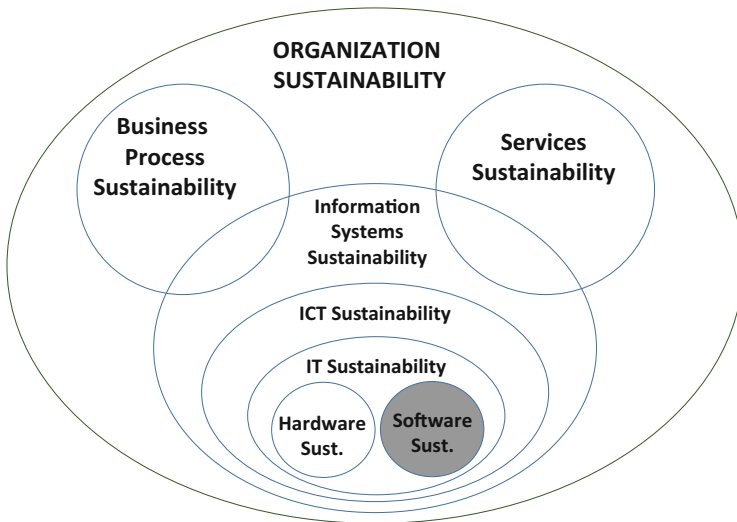 ORGANIZATION
SUSTAINABILITY
Business
Process
Sustainability
Services
Sustainability
Information
Systems
Sustainability
ICT Sustainability
IT Sustainability
Hardware
Sust.
Software
Sust.